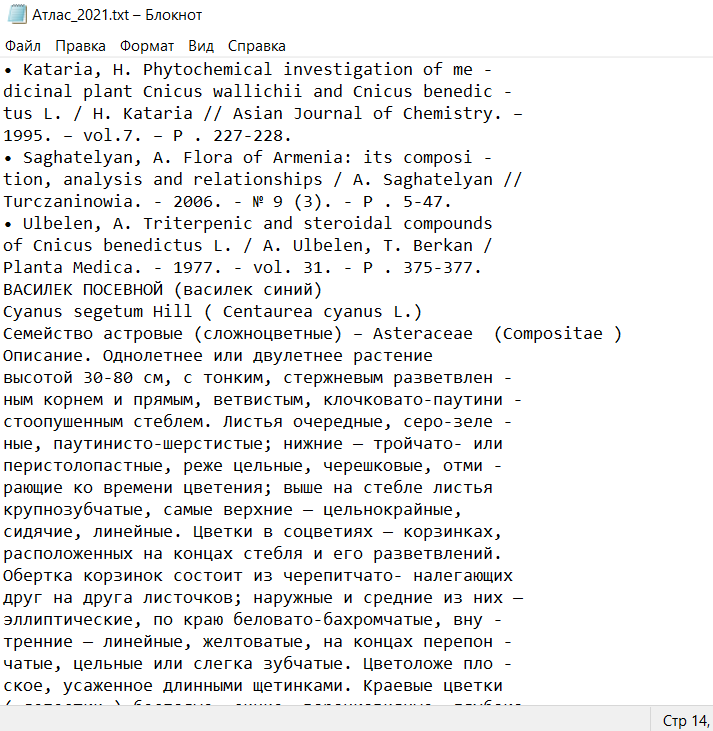 Атлас_2021.txt – Блокнот
Файл Правка Формат Вид Справка
• Kataria, H. Phytochemical investigation of me -
dicinal plant Cnicus wallichii and Cnicus benedic -
tus L. / H. Kataria // Asian Journal of Chemistry. –
1995. – vol.7. – P . 227-228.
• Saghatelyan, A. Flora of Armenia: its composi -
tion, analysis and relationships / A. Saghatelyan //
Turczaninowia. - 2006. - № 9 (3). - P . 5-47.
• Ulbelen, A. Triterpenic and steroidal compounds
of Cnicus benedictus L. / A. Ulbelen, T. Berkan /
Planta Medica. - 1977. - vol. 31. - P . 375-377.
ВАСИЛЕК ПОСЕВНОЙ (василек синий)
Cyanus segetum Hill ( Centaurea cyanus L.)
Семейство астровые (сложноцветные) – Asteraceae  (Compositae )
Описание. Однолетнее или двулетнее растение
высотой 30-80 см, с тонким, стержневым разветвлен -
ным корнем и прямым, ветвистым, клочковато-паутини -
стоопушенным стеблем. Листья очередные, серо-зеле -
ные, паутинисто-шерстистые; нижние — тройчато- или
перистолопастные, реже цельные, черешковые, отми -
рающие ко времени цветения; выше на стебле листья
крупнозубчатые, самые верхние — цельнокрайные,
сидячие, линейные. Цветки в соцветиях — корзинках,
расположенных на концах стебля и его разветвлений.
Обертка корзинок состоит из черепитчато- налегающих
друг на друга листочков; наружные и средние из них —
эллиптические, по краю беловато-бахромчатые, вну -
тренние — линейные, желтоватые, на концах перепон -
чатые, цельные или слегка зубчатые. Цветоложе пло -
ское, усаженное длинными щетинками. Краевые цветки
Стр 14,